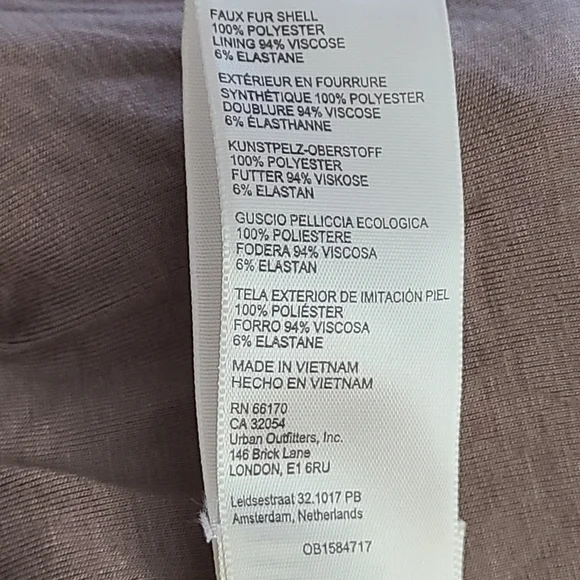 FAUX FUR SHELL
100% POLYESTER
LINING 94% VISCOSE
6% ELASTANE
EXTÉRIEUR EN FOURRURE
SYNTHÉTIQUE 100% POLYESTER
DOUBLURE 94% VISCOSE
6% ÉLASTHANNE
KUNSTPELZ-OBERSTOFF
100% POLYESTER
FUTTER 94% VISKOSE
6% ELASTAN
GUSCIO PELLICCIA ECOLOGICA
100% POLIESTERE
FODERA 94% VISCOSA
6% ELASTAN
TELA EXTERIOR DE IMITACIÓN PIEL
100% POLIÉSTER
FORRO 94% VISCOSA
6% ELASTANE
MADE IN VIETNAM
HECHO EN VIETNAM
RN 66170
CA 32054
Urban Outfitters, Inc.
146 Brick Lane
LONDON, E1 6RU
Leidsestraat 32.1017 PB
Amsterdam, Netherlands
OB1584717